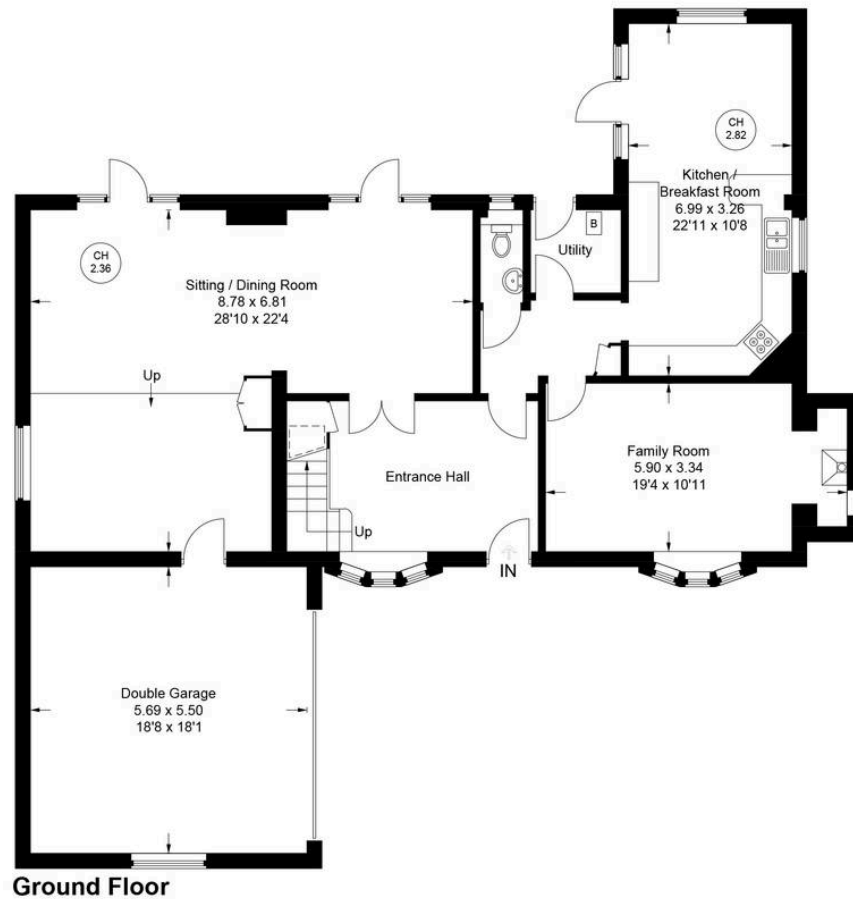 CH
2.82
Kitchen /
Breakfast Room
6.99 x 3.26
22'11 x 10'8
B
Utility
CH
2.36
Sitting / Dining Room
8.78 x 6.81
28'10 x 22'4
Up
Entrance Hall
Up
IN
Family Room
5.90 x 3.34
19'4 x 10'11
Double Garage
5.69 x 5.50
18'8 x 18'1
Ground Floor